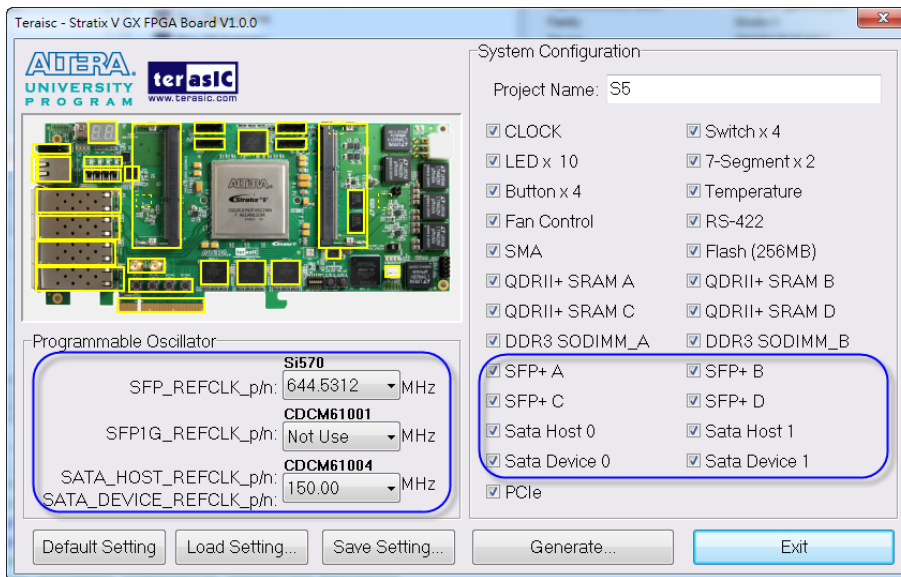 Teraisc - Stratix V GX FPGA Board V1.0.0
ALTERA.
UNIVERSITY
PROGRAM
terasIC
www.terasic.com
ALTERA
Stratix V
System Configuration
Project Name: S5
CLOCK
Switch x 4
LED x 10
7-Segment x 2
Button x 4
Temperature
Fan Control
RS-422
SMA
Flash (256MB)
QDRII+ SRAM A
QDRII+ SRAM B
QDRII+ SRAM C
QDRII+ SRAM D
DDR3 SODIMM_A
DDR3 SODIMM_B
SFP+ A
SFP+ B
SFP+ C
SFP+ D
Sata Host 0
Sata Host 1
Sata Device 0
Sata Device 1
PCIe
Programmable Oscillator
Si570
SFP_REFCLK_p/n: 644.5312 MHz
CDCM61001
SFP1G_REFCLK_p/n: Not Use MHz
CDCM61004
SATA_HOST_REFCLK_p/n:
SATA_DEVICE_REFCLK_p/n: 150.00 MHz
Default Setting
Load Setting...
Save Setting...
Generate...
Exit